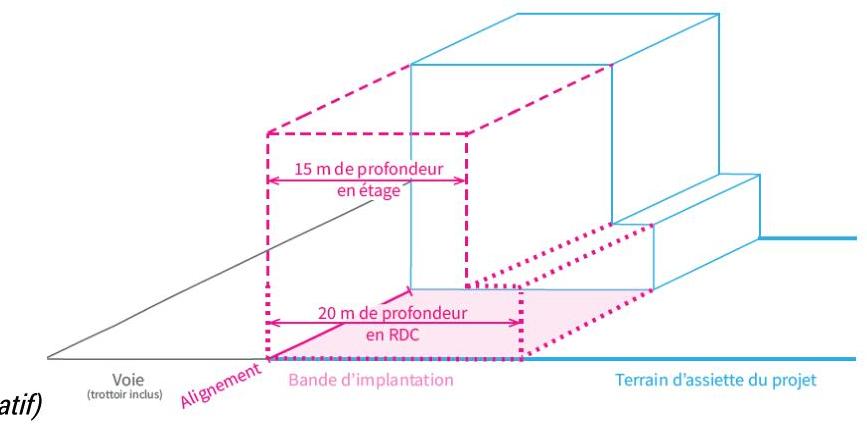 15 m de profondeur
en étage
20 m de profondeur
en RDC
Voie
(trottoir inclus)
Alignement
Bande d'implantation
Terrain d'assiette du projet
atif)